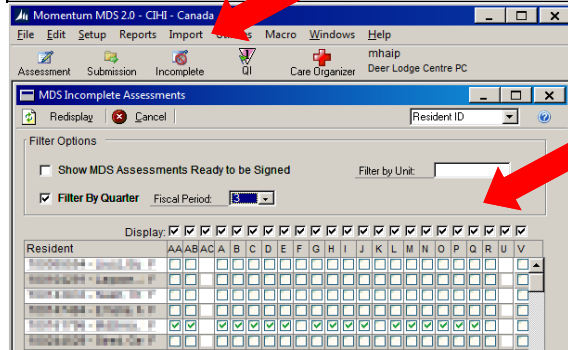 Momentum MDS 2.0 - CIHI - Canada
File Edit Setup Reports Import Macro Windows Help
Assessment Submission Incomplete QI Care Organizer mhaip
Deer Lodge Centre PC
MDS Incomplete Assessments
Redisplay Cancel Resident ID
Filter Options
Show MDS Assessments Ready to be Signed Filter by Unit:
Filter By Quarter Fiscal Period: 3
Display:
Resident AA AB AC A B C D E F G H I J K L M N O P Q R U V